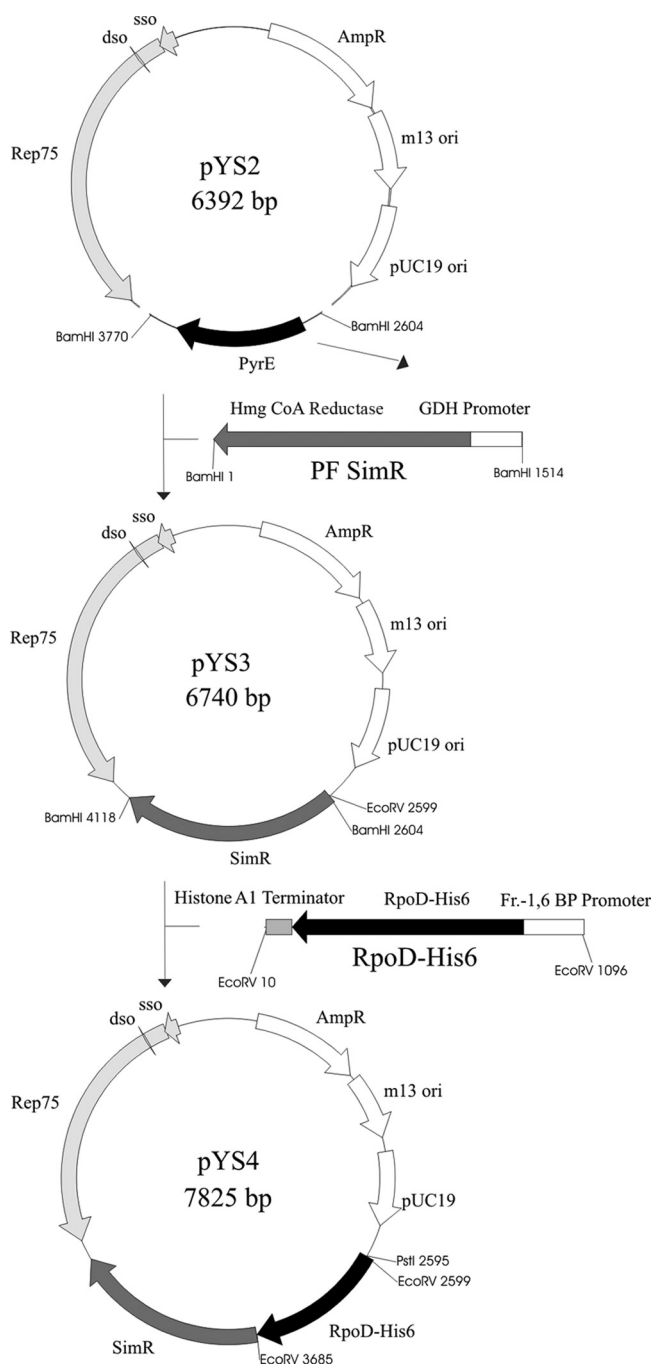 sso
dso
AmpR
Rep75
m13 ori
pYS2
6392 bp
pUC19 ori
BamHI 3770
BamHI 2604
PyrE
Hmg CoA Reductase
GDH Promoter
BamHI 1
PF SimR
BamHI 1514
sso
dso
AmpR
Rep75
m13 ori
pYS3
6740 bp
pUC19 ori
EcoRV 2599
BamHI 4118
BamHI 2604
SimR
Histone A1 Terminator
RpoD-His6
Fr.-1,6 BP Promoter
EcoRV 10
RpoD-His6
EcoRV 1096
sso
dso
AmpR
Rep75
m13 ori
pYS4
7825 bp
pUC19
PstI 2595
EcoRV 2599
SimR
RpoD-His6
EcoRV 3685